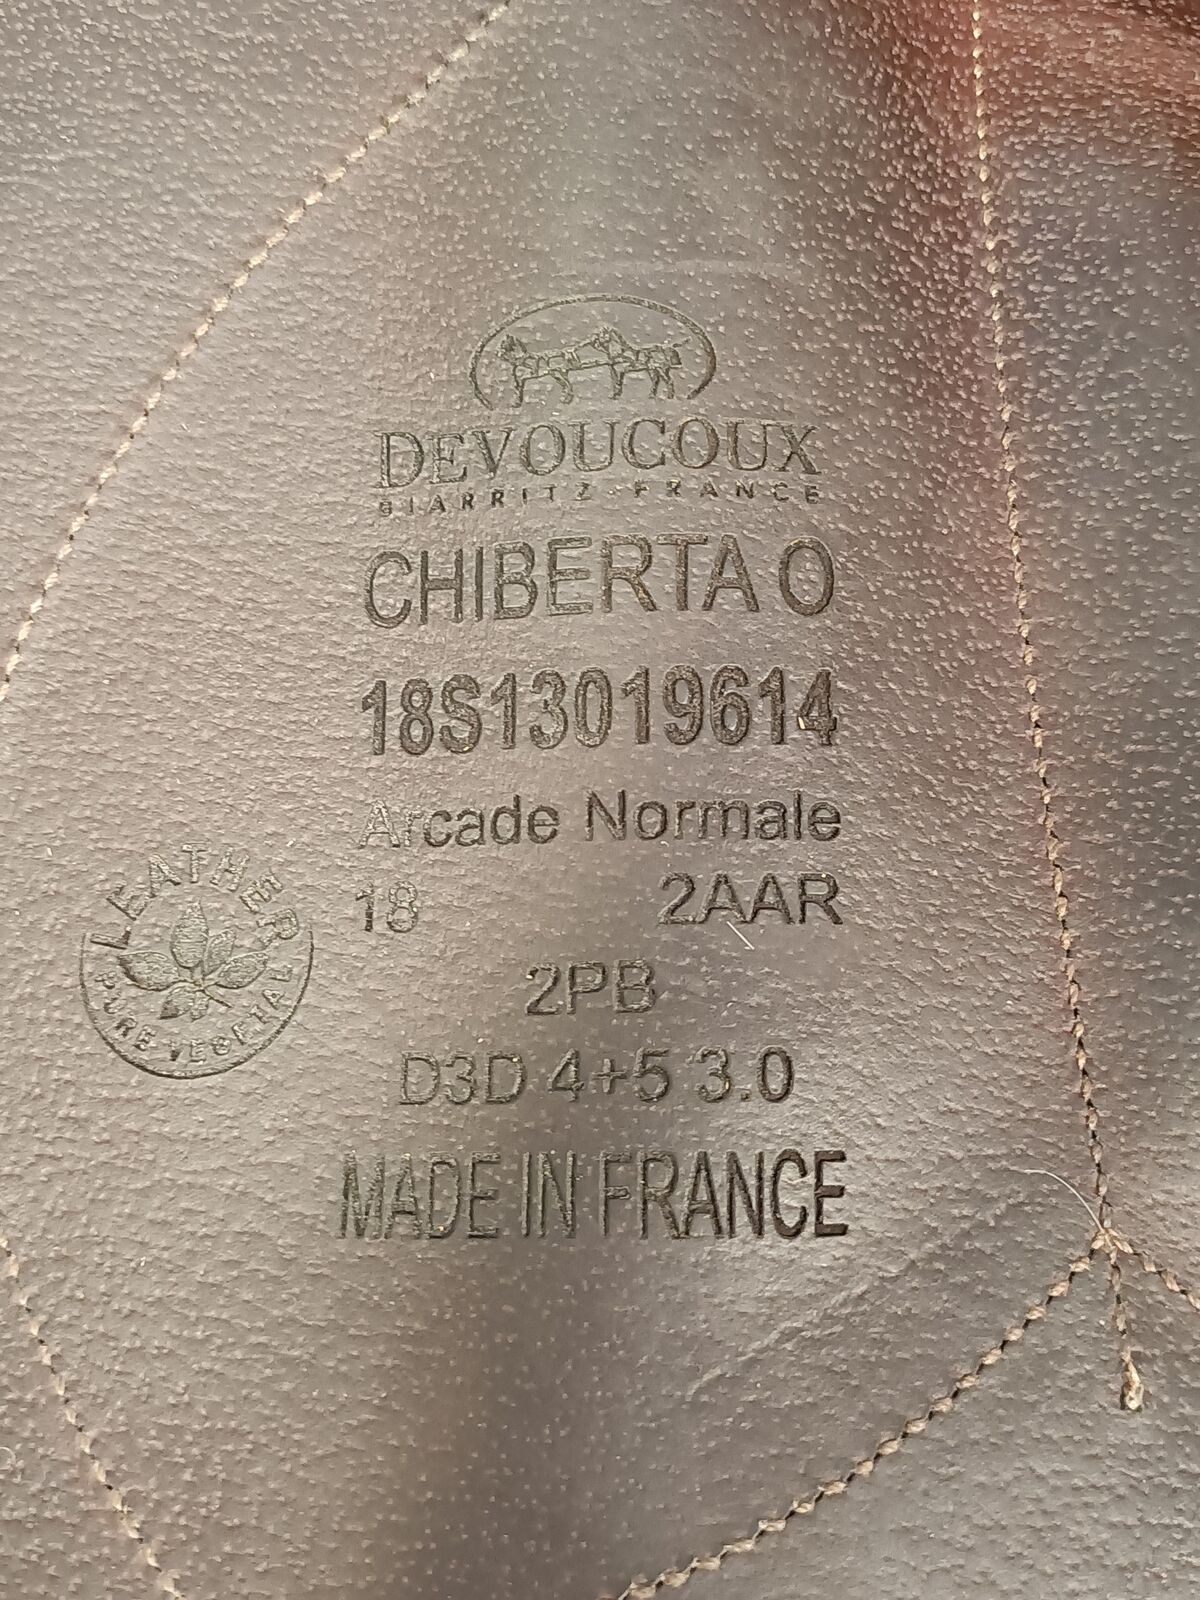 DEVOUCOUX
BIARRITZ - FRANCE
CHIBERTA O
18S13019614
Arcade Normale
18 2AAR
2PB
D3D 4+5 3.0
MADE IN FRANCE
LEATHER
PURE VEGETAL